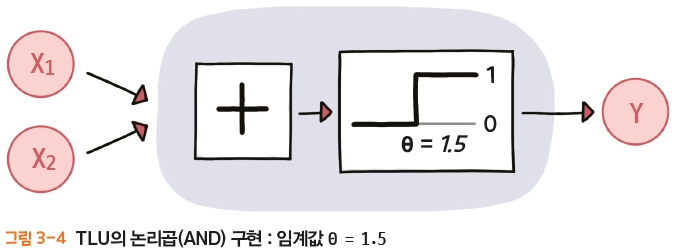 X1
X2
+
1
0
θ = 1.5
Y
그림 3-4 TLU의 논리곱(AND) 구현 : 임계값 θ = 1.5